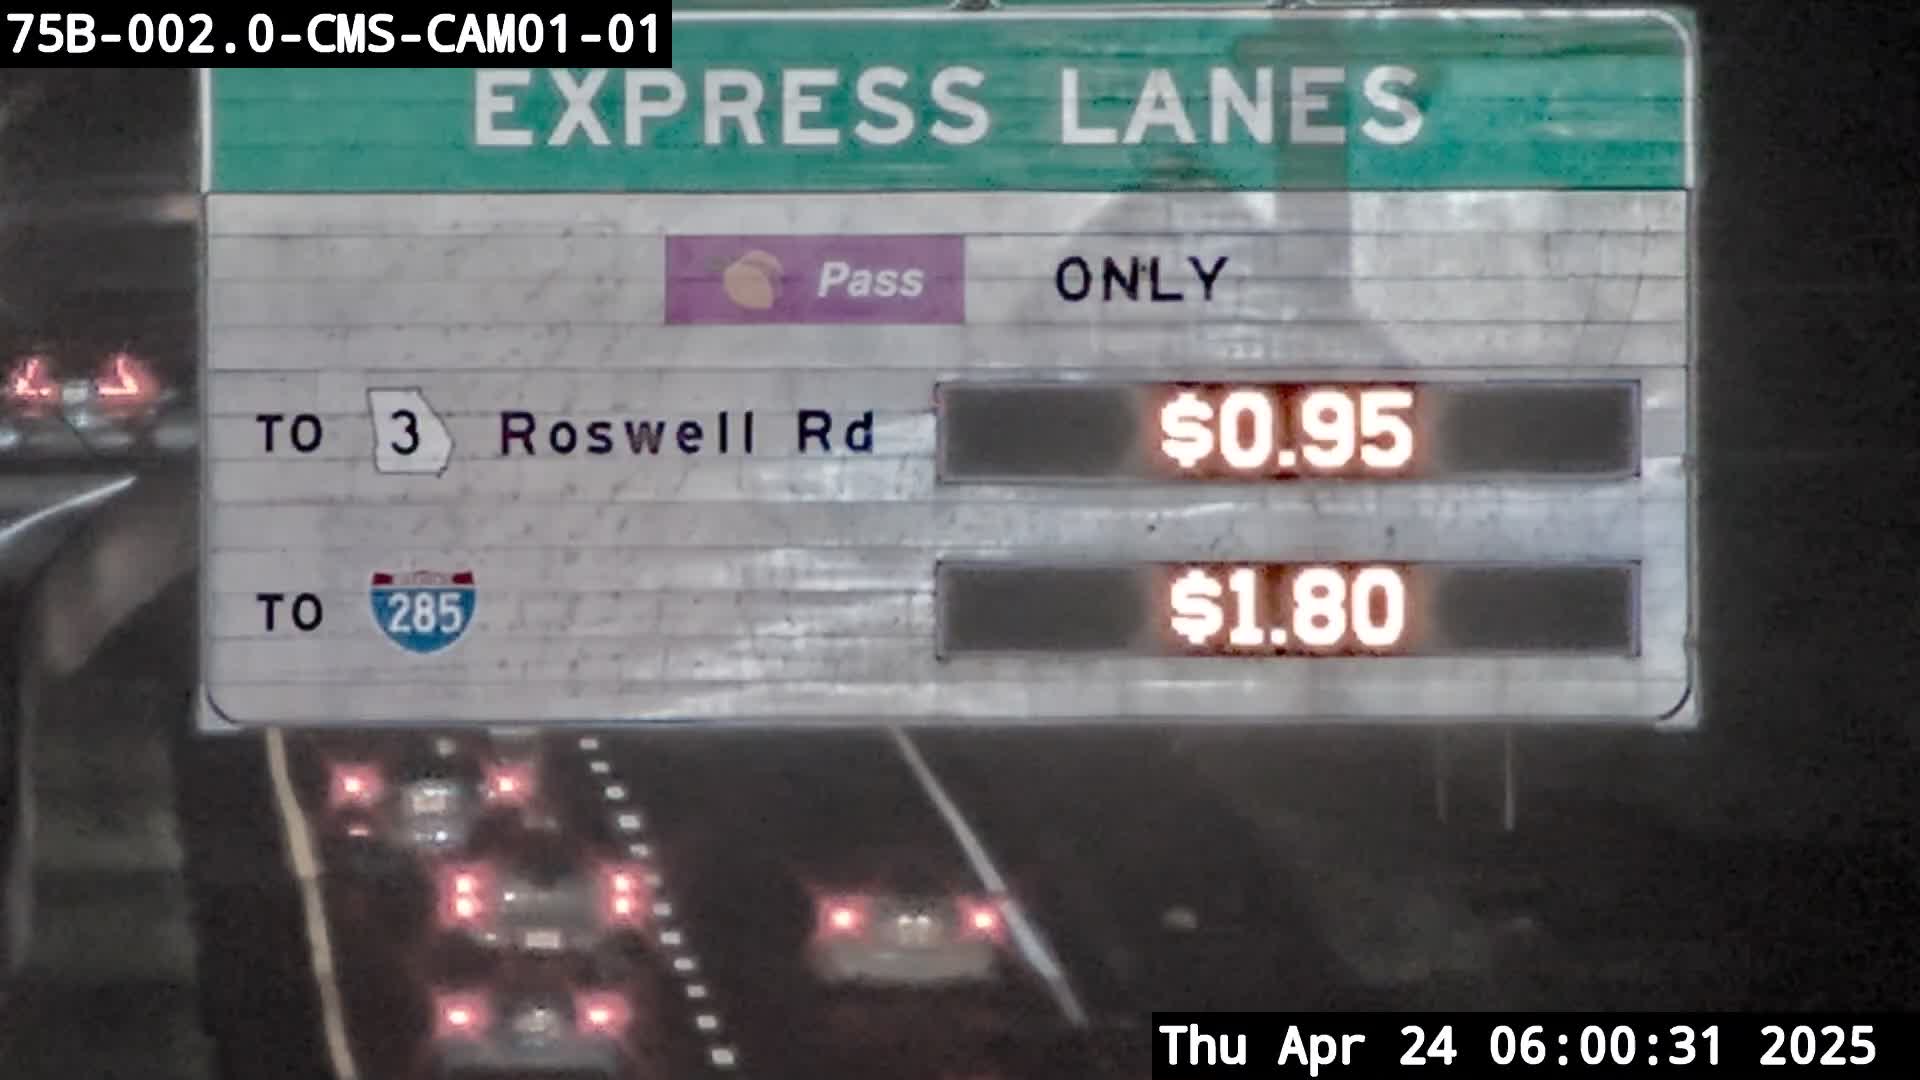 75B-002.0-CMS-CAM01-01
EXPRESS LANES
Pass ONLY
TO 3 Roswell Rd $0.95
TO 285 $1.80
Thu Apr 24 06:00:31 2025